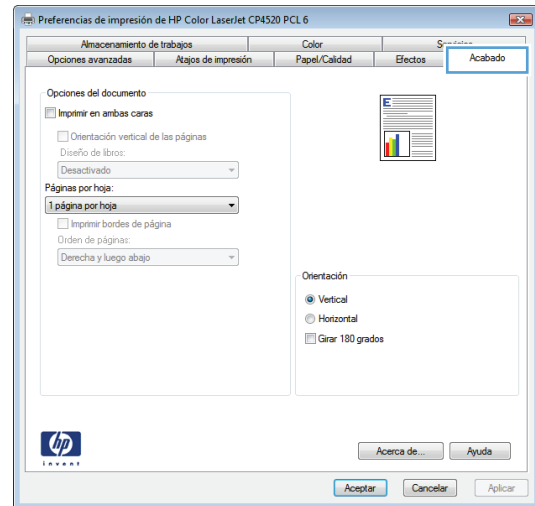 Preferencias de impresión de HP Color LaserJet CP4520 PCL 6
Almacenamiento de trabajos Color
Opciones avanzadas Atajos de impresión Papel/Calidad Efectos Acabado
Opciones del documento
Imprimir en ambas caras
Orientación vertical de las páginas
Diseño de libros:
Desactivado
Páginas por hoja:
1 página por hoja
Imprimir bordes de página
Orden de páginas:
Derecha y luego abajo
E
Orientación
Vertical
Horizontal
Girar 180 grados
hp
invent
Acerca de... Ayuda
Aceptar Cancelar Aplicar